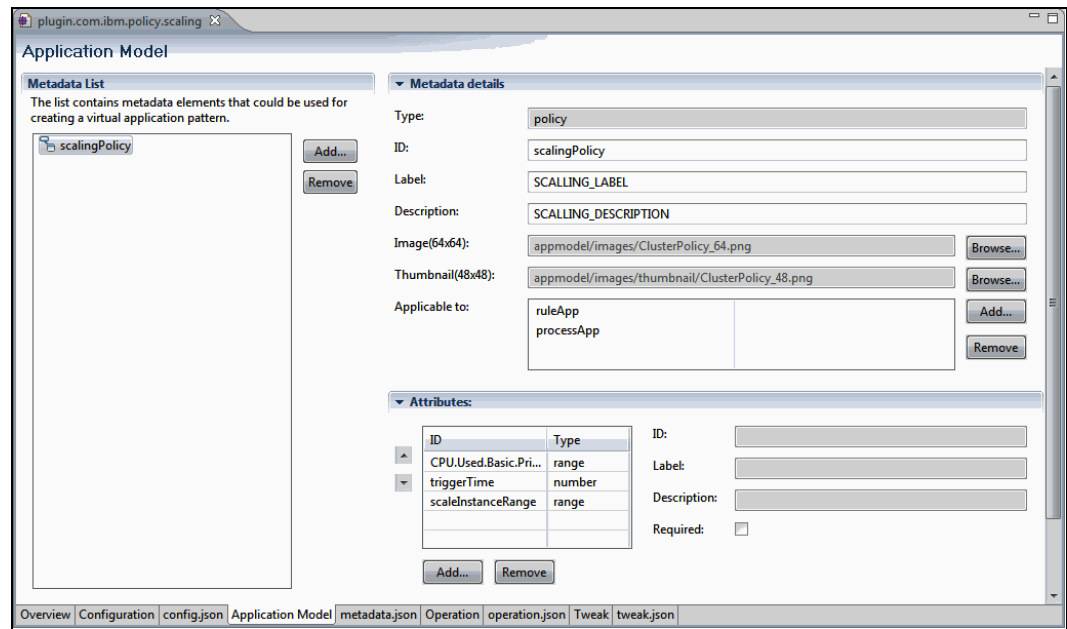 plugin.com.ibm.policy.scaling
Application Model
Metadata List
The list contains metadata elements that could be used for
creating a virtual application pattern.
scalingPolicy
Add...
Remove
Metadata details
Type:
policy
ID:
scalingPolicy
Label:
SCALLING_LABEL
Description:
SCALLING_DESCRIPTION
Image(64x64):
appmodel/images/ClusterPolicy_64.png
Browse...
Thumbnail(48x48):
appmodel/images/thumbnail/ClusterPolicy_48.png
Browse...
Applicable to:
ruleApp
processApp
Add...
Remove
Attributes:
ID Type
CPU.Used.Basic.Pri... range
triggerTime number
scaleInstanceRange range
Add... Remove
ID:
Label:
Description:
Required:
Overview Configuration config.json Application Model metadata.json Operation operation.json Tweak tweak.json